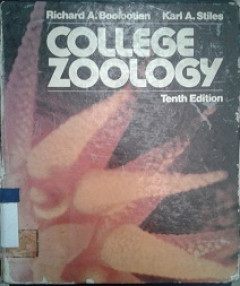 Richard A. Boolootian Karl A. Stiles
COLLEGE
ZOOLOGY
Tenth Edition